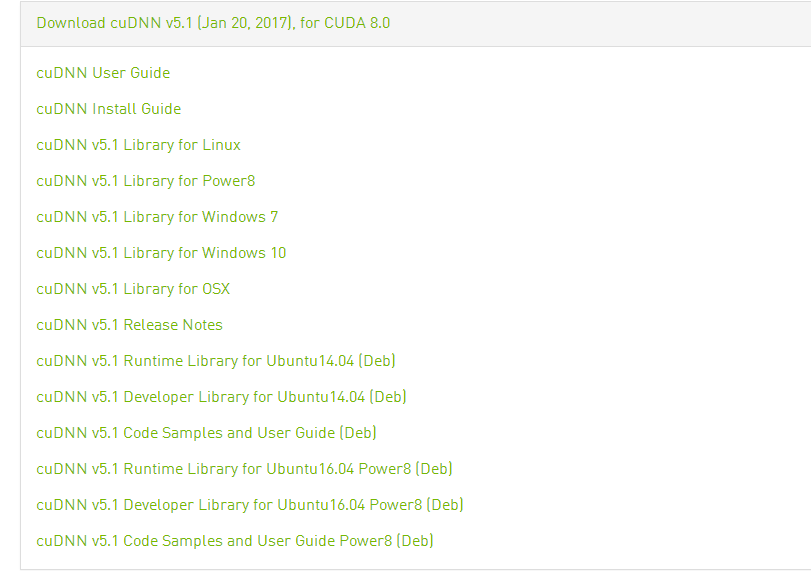 Download cuDNN v5.1 (Jan 20, 2017), for CUDA 8.0
cuDNN User Guide
cuDNN Install Guide
cuDNN v5.1 Library for Linux
cuDNN v5.1 Library for Power8
cuDNN v5.1 Library for Windows 7
cuDNN v5.1 Library for Windows 10
cuDNN v5.1 Library for OSX
cuDNN v5.1 Release Notes
cuDNN v5.1 Runtime Library for Ubuntu14.04 (Deb)
cuDNN v5.1 Developer Library for Ubuntu14.04 (Deb)
cuDNN v5.1 Code Samples and User Guide (Deb)
cuDNN v5.1 Runtime Library for Ubuntu16.04 Power8 (Deb)
cuDNN v5.1 Developer Library for Ubuntu16.04 Power8 (Deb)
cuDNN v5.1 Code Samples and User Guide Power8 (Deb)